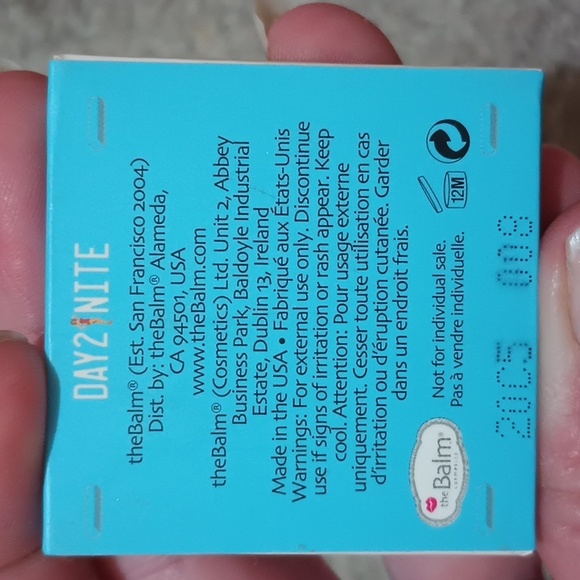 DAY2NITE
theBalm® (Est. San Francisco 2004)
Dist. by: theBalm® Alameda,
CA 94501, USA
www.theBalm.com
theBalm® (Cosmetics) Ltd. Unit 2, Abbey
Business Park, Baldoyle Industrial
Estate, Dublin 13, Ireland
Made in the USA • Fabriqué aux États-Unis
Warnings: For external use only. Discontinue
use if signs of irritation or rash appear. Keep
cool. Attention: Pour usage externe
uniquement. Cesser toute utilisation en cas
d'irritation ou d'éruption cutanée. Garder
dans un endroit frais.
12M
Not for individual sale.
Pas à vendre individuelle.
theBalm®
cosmetics
20C5 008